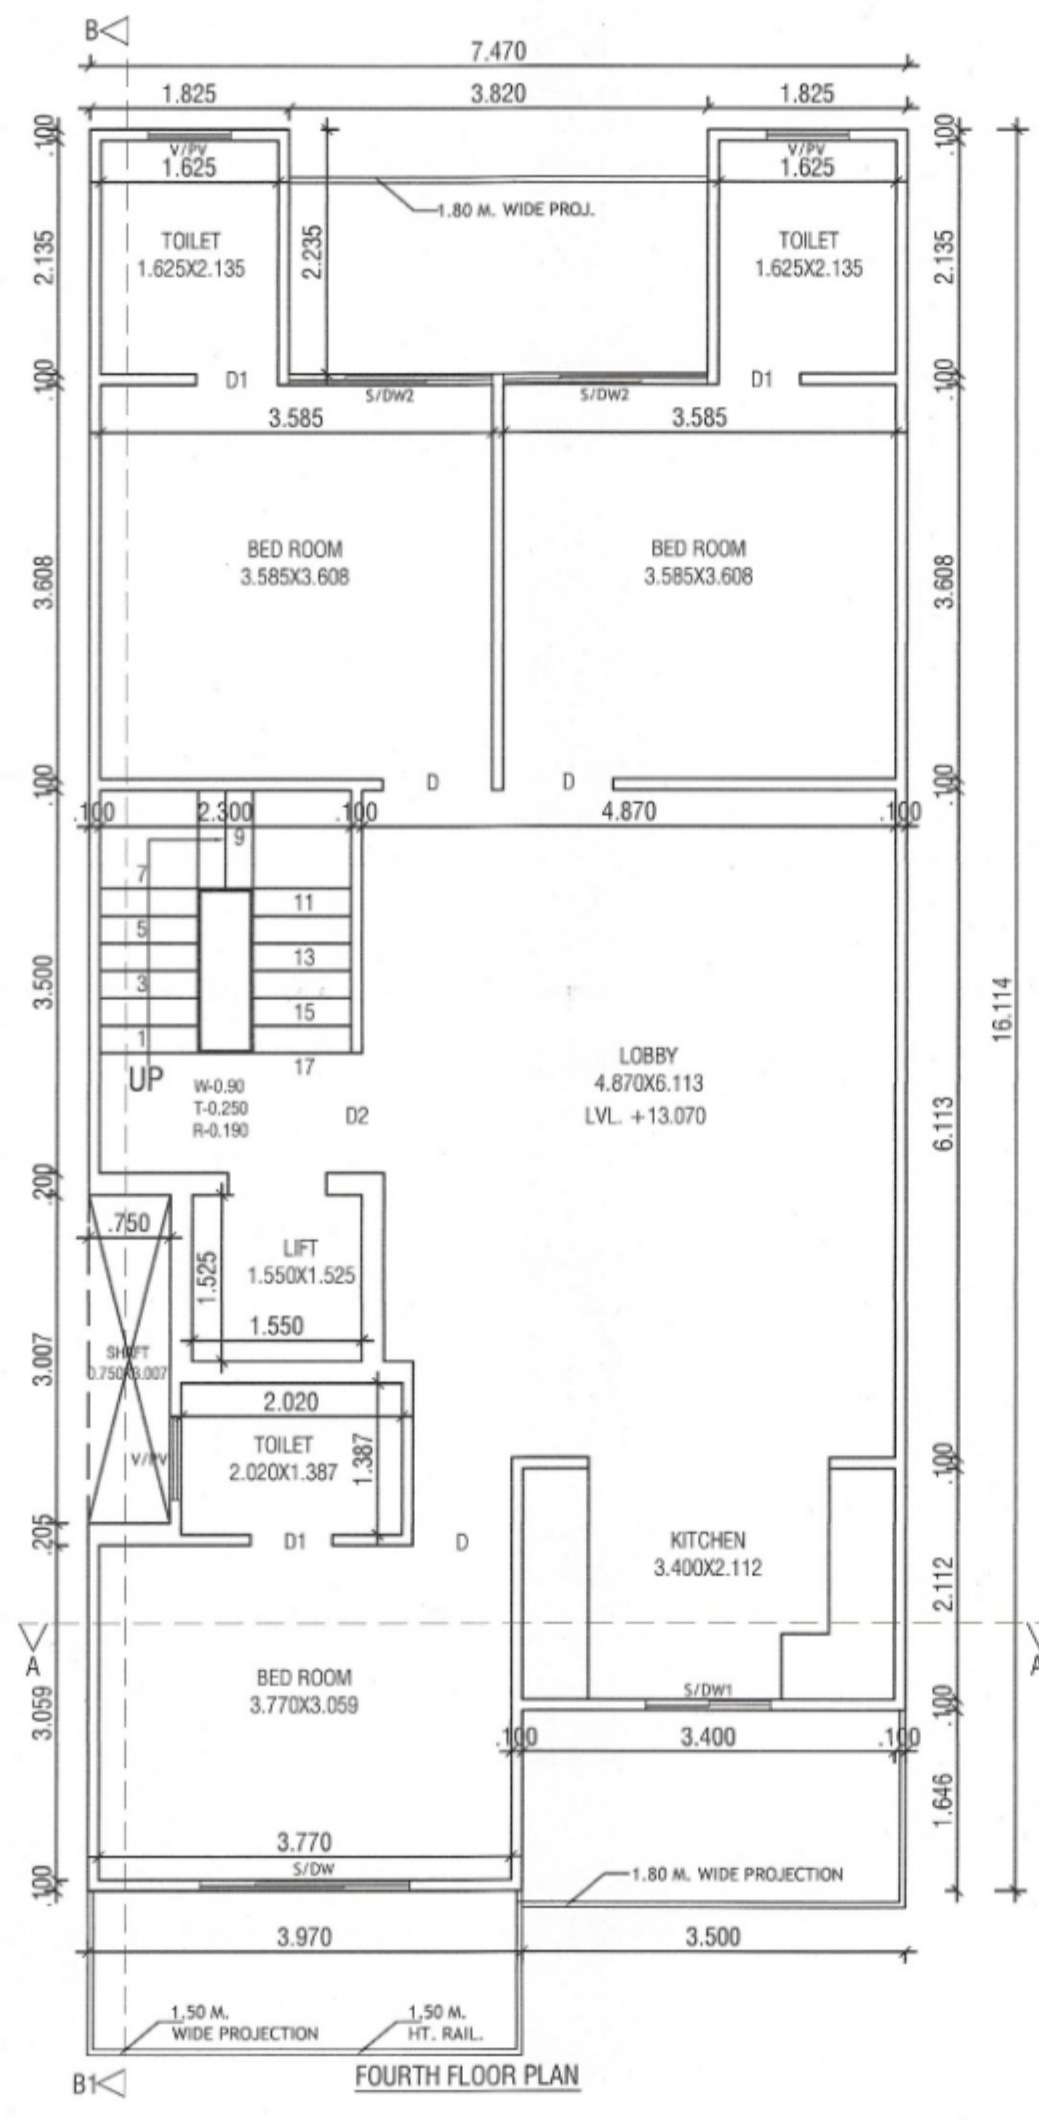 B
7.470
1.825 3.820 1.825
.100 .100
V/PV V/PV
1.625 1.625
1.80 M. WIDE PROJ.
2.135 2.235 2.135
TOILET TOILET
1.625X2.135 1.625X2.135
.100 D1 D1 .100
S/DW2 S/DW2
3.585 3.585
BED ROOM BED ROOM
3.585X3.608 3.585X3.608
3.608 3.608
.100 D D .100
.100 2.300 .100 4.870 .100
9
7
11
5
13
3
15
1
17
3.500
16.114
UP
W-0.90
T-0.250
R-0.190
D2
LOBBY
4.870X6.113
LVL. +13.070
6.113
.200
.750
LIFT
1.550X1.525
1.525
1.550
3.007
SHAFT
0.750X3.007
2.020
V/PV
TOILET
2.020X1.387
1.387
.100
.205
D1 D
KITCHEN
3.400X2.112
2.112
A A
BED ROOM
3.770X3.059
3.059
S/DW1
.100
.100 3.400 .100
1.646
3.770
S/DW
.100
1.80 M. WIDE PROJECTION
3.970 3.500
1.50 M.
WIDE PROJECTION
1.50 M.
HT. RAIL.
B1
FOURTH FLOOR PLAN